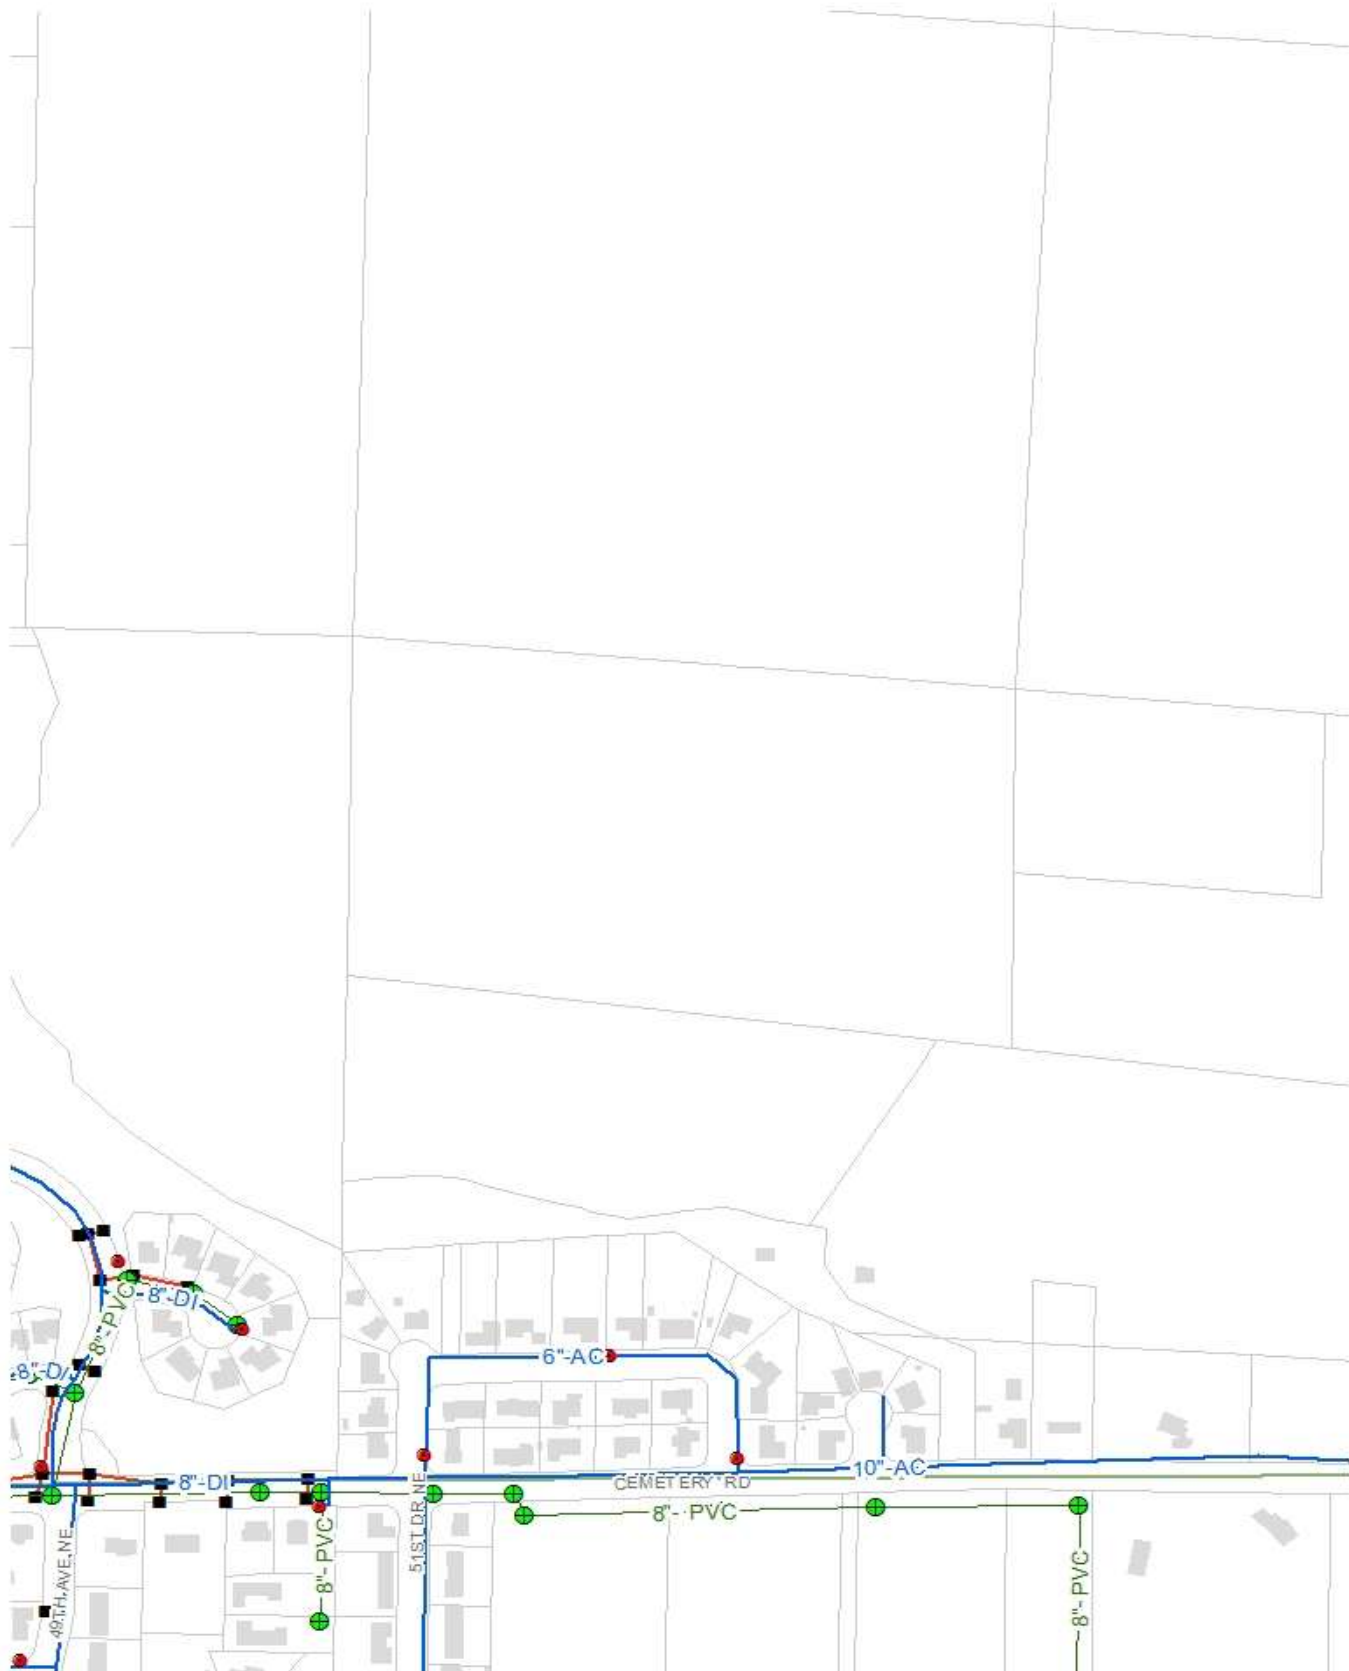 8"-PVC
8"-DI
8"-DI
6"-AC
10"-AC
8"-DI
CEMETERY RD
8"- PVC
8"- PVC
51ST DR NE
49TH AVE NE
8"- PVC